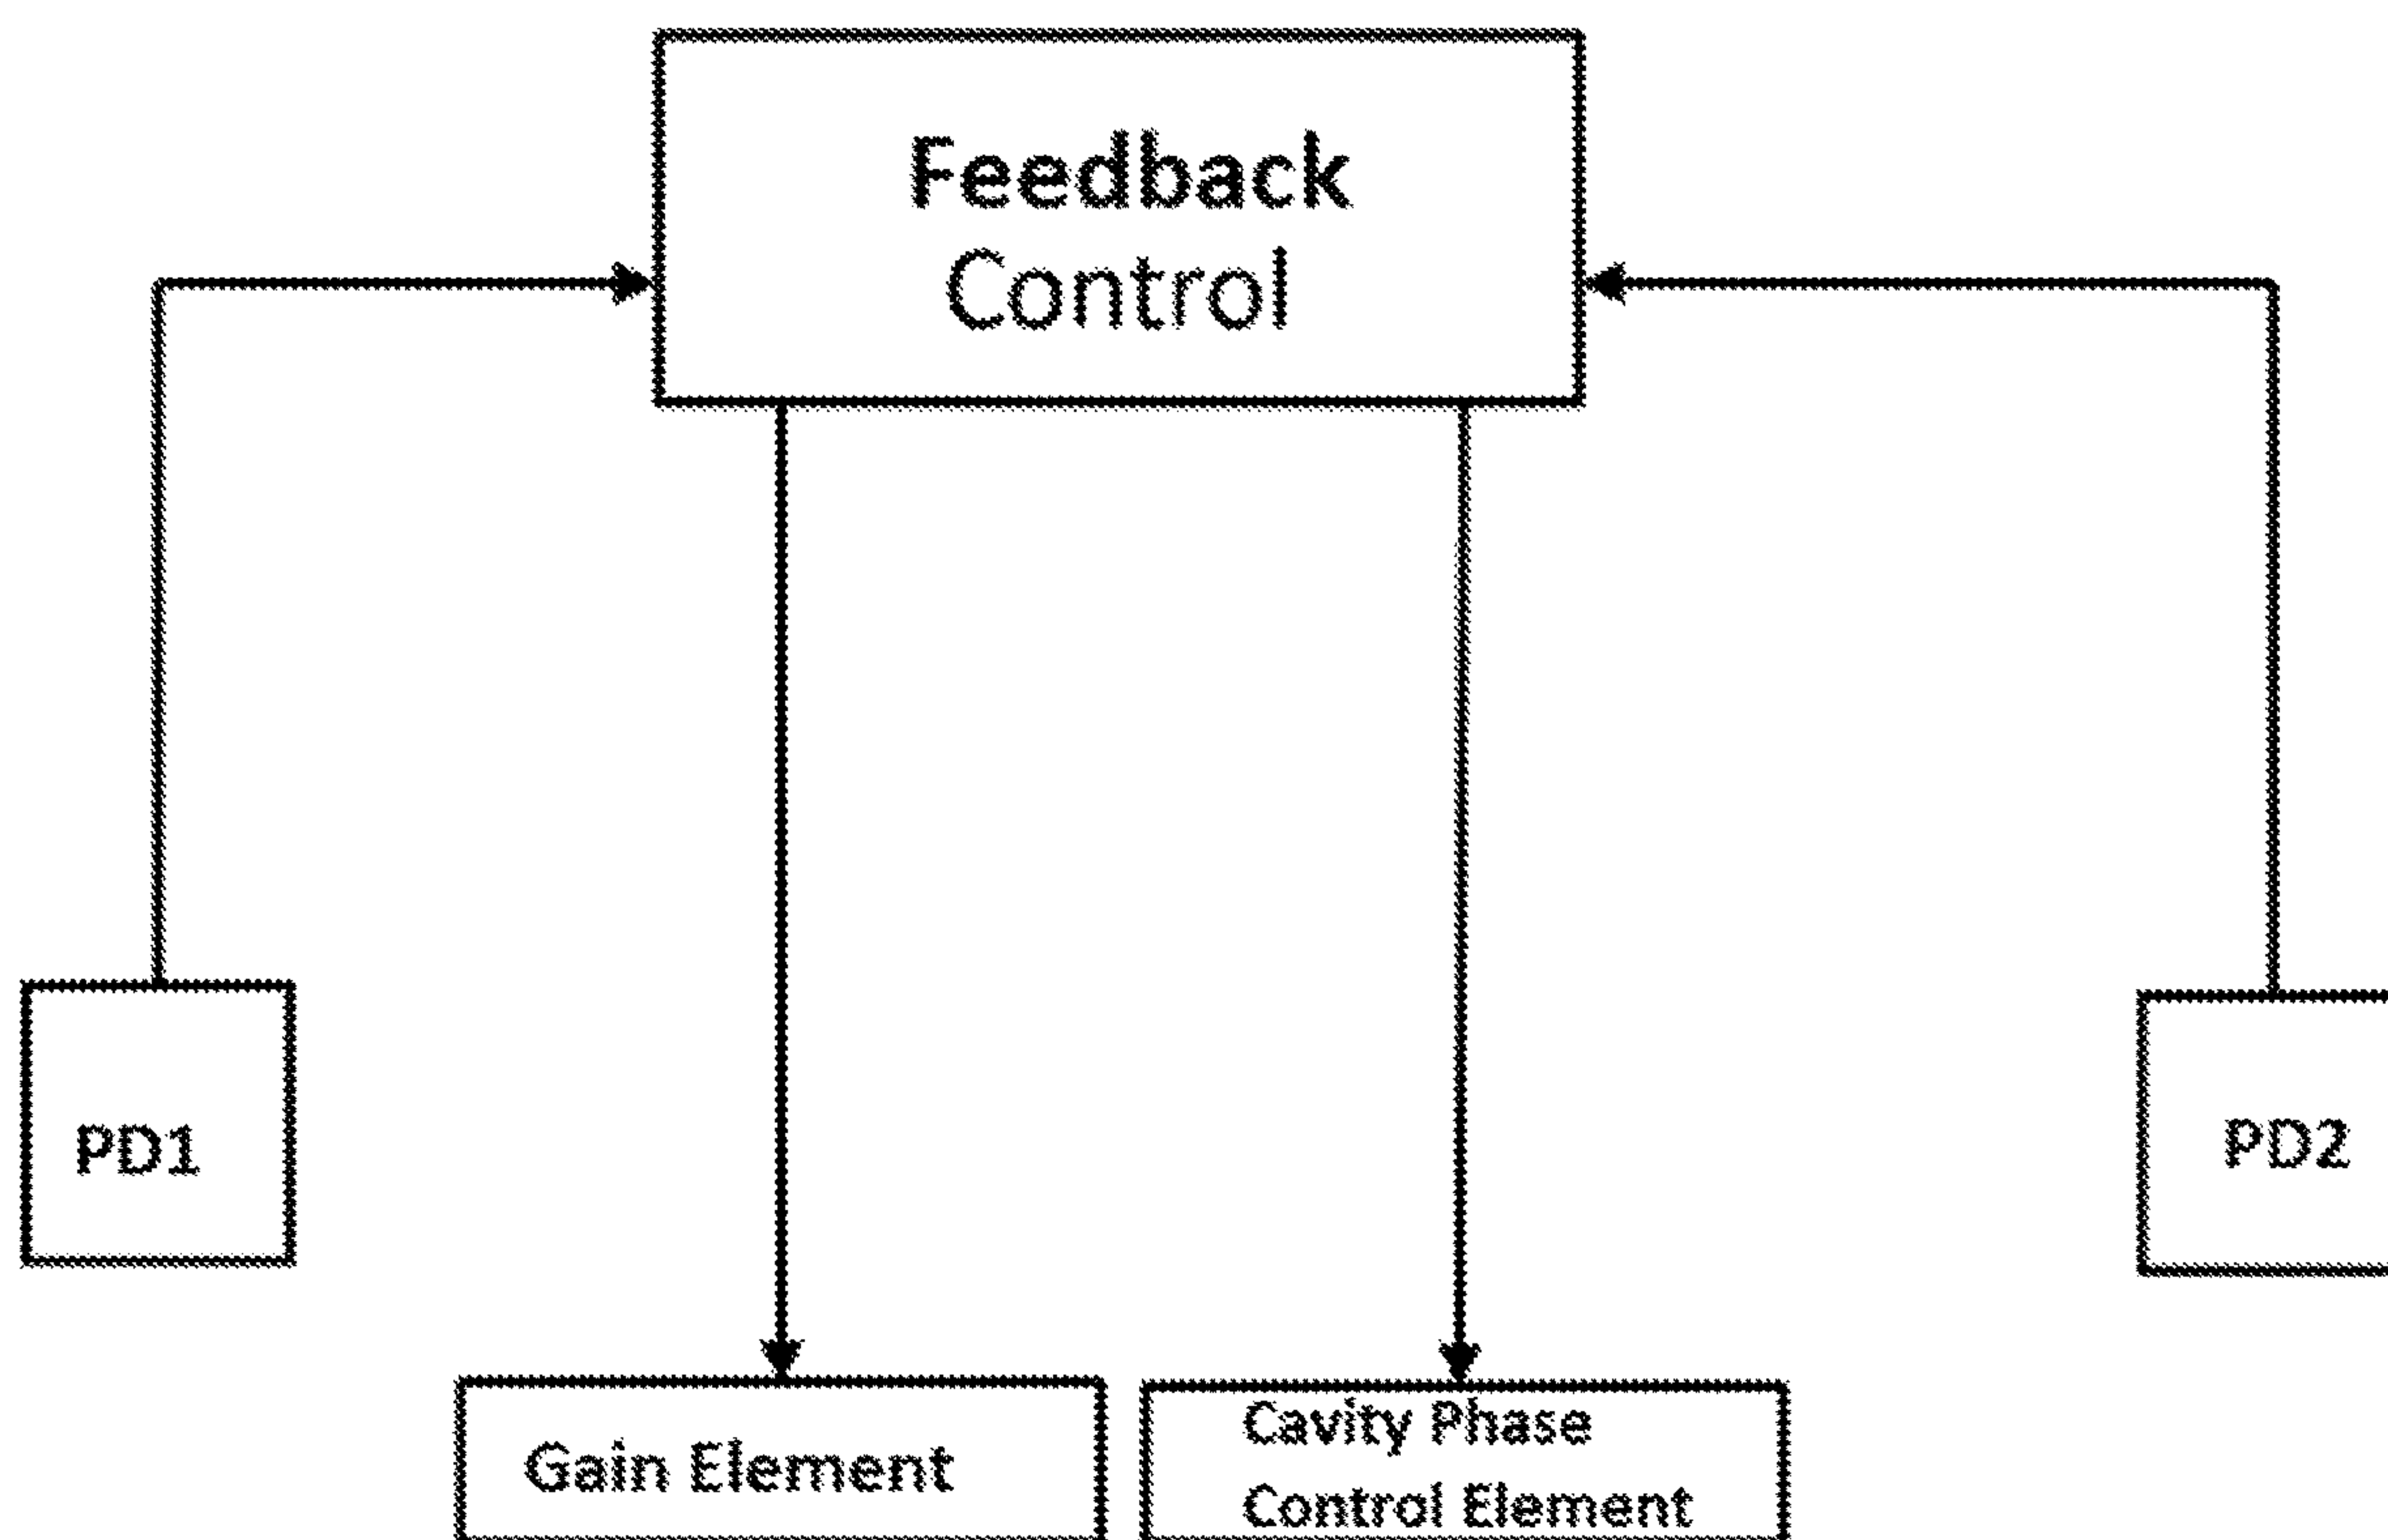 Feedback
Control
PD1
PD2
Gain Element
Cavity Phase
Control Element